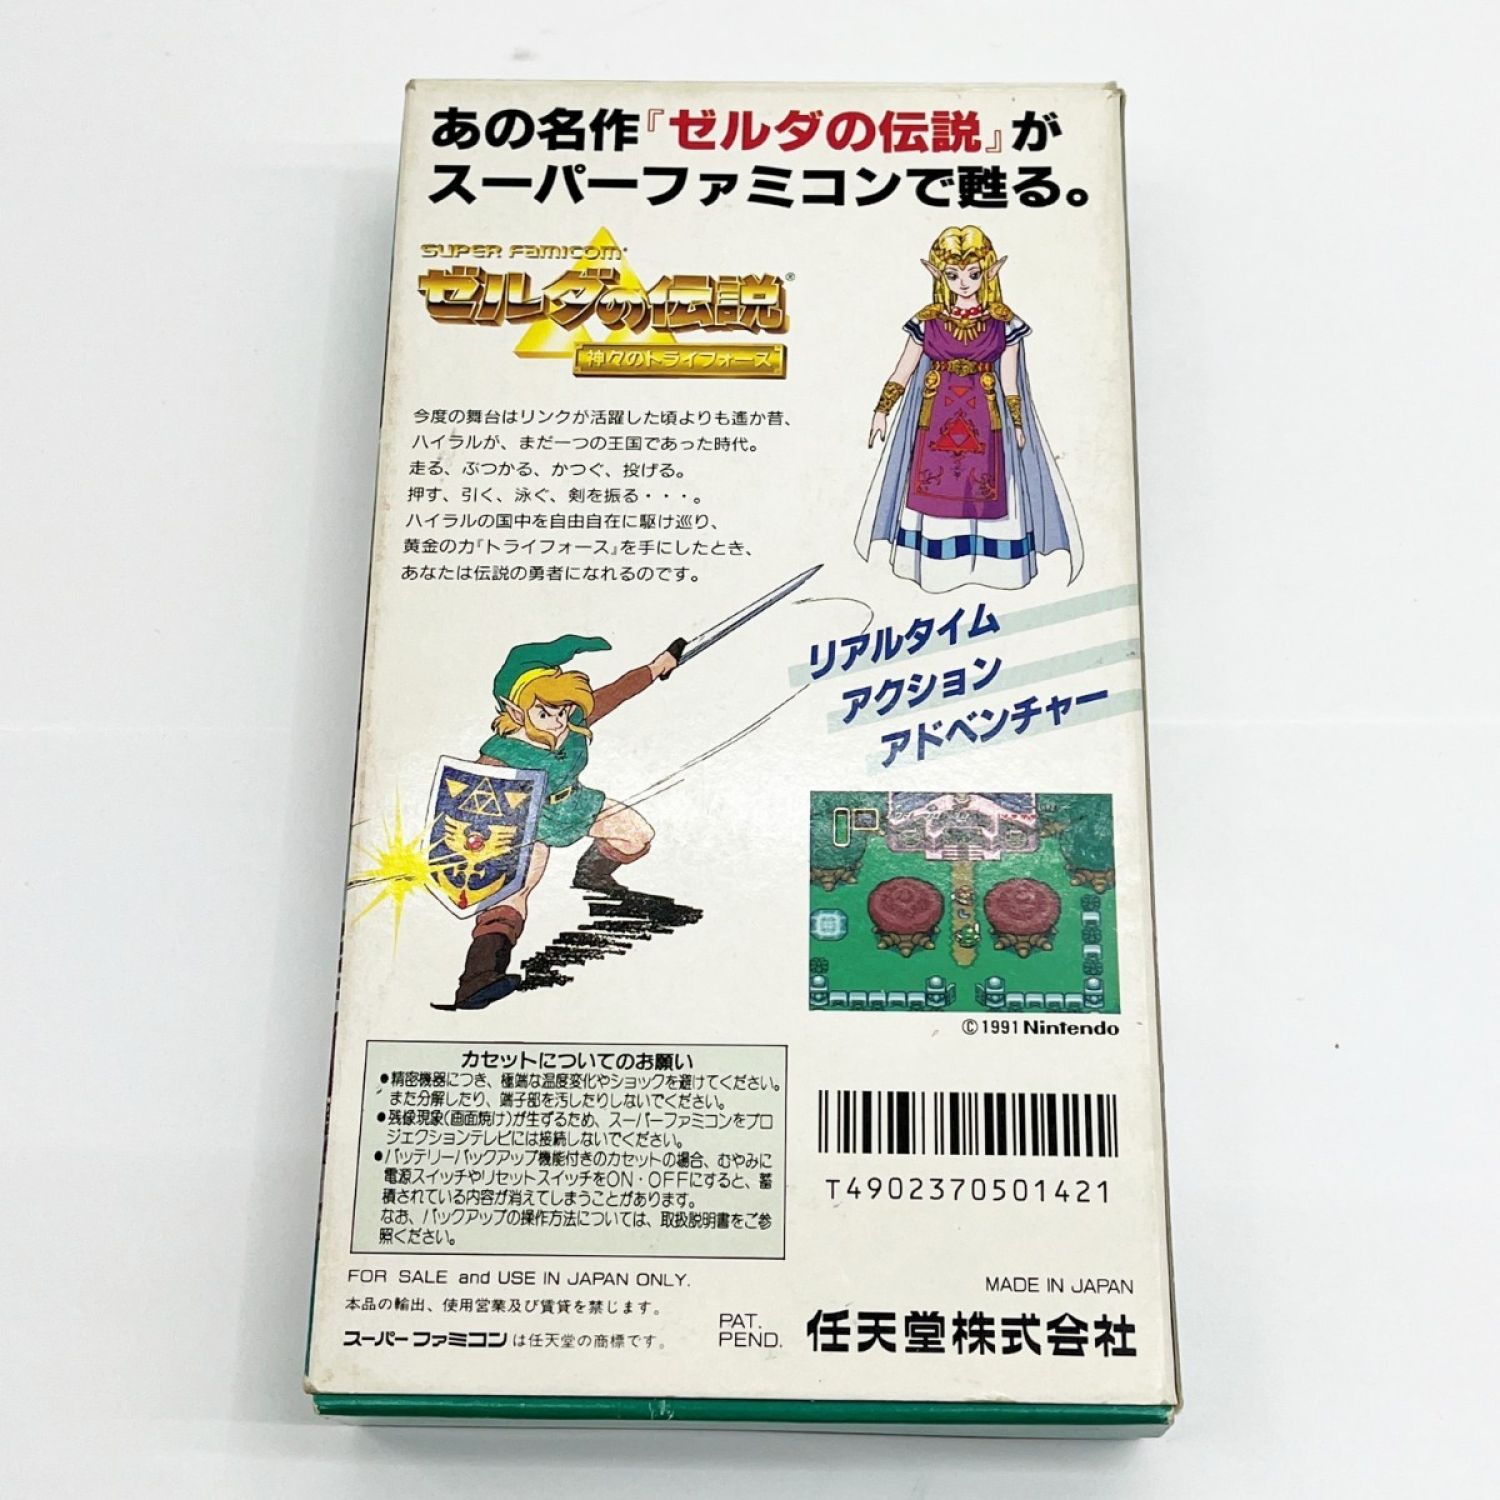 あの名作『ゼルダの伝説』が
スーパーファミコンで甦る。
SUPER FAMICOM
ゼルダの伝説®
神々のトライフォース
今度の舞台はリンクが活躍した頃よりも遙か昔、
ハイラルが、まだ一つの王国であった時代。
走る、ぶつかる、かつぐ、投げる。
押す、引く、泳ぐ、剣を振る・・・。
ハイラルの国中を自由自在に駆け巡り、
黄金の力『トライフォース』を手にしたとき、
あなたは伝説の勇者になれるのです。
リアルタイム
アクション
アドベンチャー
©1991 Nintendo
カセットについてのお願い
●精密機器につき、極端な温度変化やショックを避けてください。
また分解したり、端子部を汚したりしないでください。
●残像現象(画面焼け)が生ずるため、スーパーファミコンをプロ
ジェクションテレビには接続しないでください。
●バッテリーバックアップ機能付きのカセットの場合、むやみに
電源スイッチやリセットスイッチをON・OFFにすると、蓄
積されている内容が消えてしまうことがあります。
なお、バックアップの操作方法については、取扱説明書をご参
照ください。
T4902370501421
FOR SALE and USE IN JAPAN ONLY.
本品の輸出、使用営業及び賃貸を禁じます。
スーパーファミコンは任天堂の商標です。
PAT.
PEND.
MADE IN JAPAN
任天堂株式会社